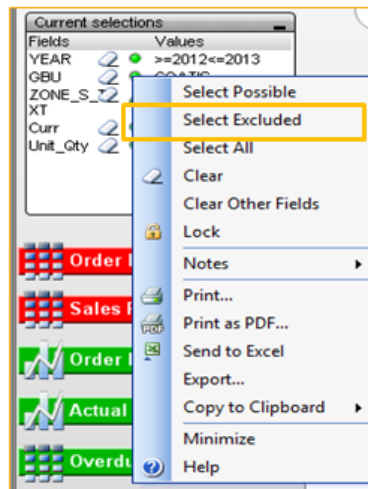 Current selections
Fields Values
YEAR >=2012<=2013
GBU COATIS
ZONE_S_
XT
Curr
Unit_Qty
Select Possible
Select Excluded
Select All
Clear
Clear Other Fields
Lock
Notes
Print...
PDF Print as PDF...
Send to Excel
Export...
Copy to Clipboard
Minimize
Help
Order
Sales
Order
Actual
Overdu